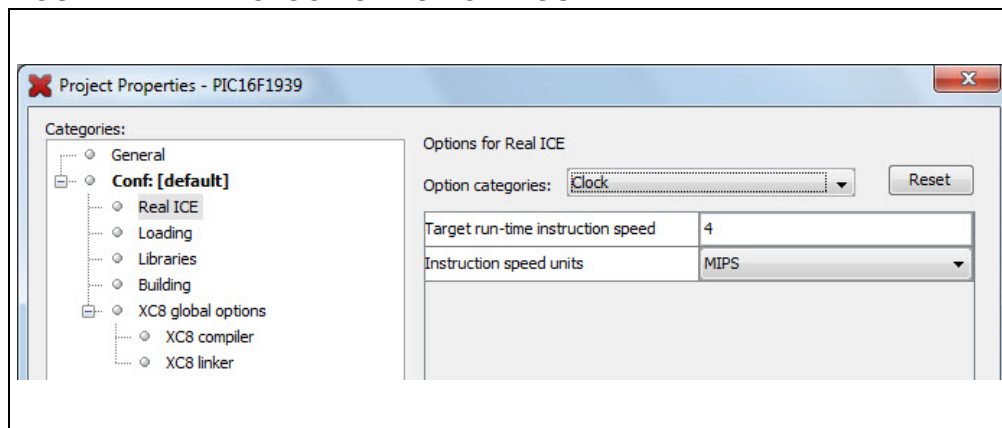 Project Properties - PIC16F1939
X
Categories:
General
Conf: [default]
Real ICE
Loading
Libraries
Building
XC8 global options
XC8 compiler
XC8 linker
Options for Real ICE
Option categories: Clock Reset
Target run-time instruction speed 4
Instruction speed units MIPS